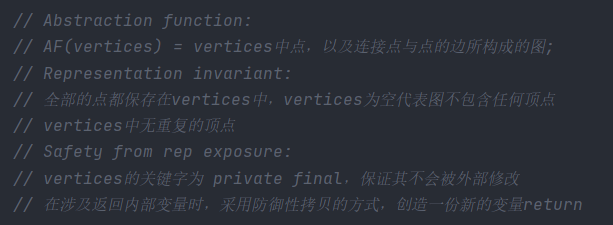 // Abstraction function:
// AF(vertices) = vertices中点，以及连接点与点的边所构成的图;
// Representation invariant:
// 全部的点都保存在vertices中，vertices为空代表图不包含任何顶点
// vertices中无重复的顶点
// Safety from rep exposure:
// vertices的关键字为 private final，保证其不会被外部修改
// 在涉及返回内部变量时，采用防御性拷贝的方式，创造一份新的变量return